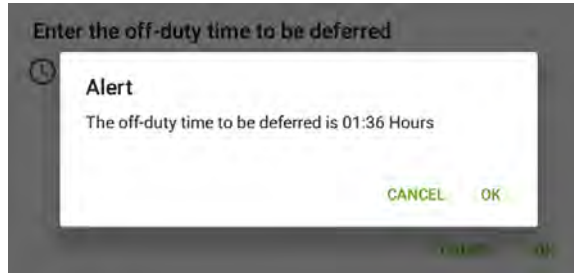 Enter the off-duty time to be deferred
Alert
The off-duty time to be deferred is 01:36 Hours
CANCEL OK